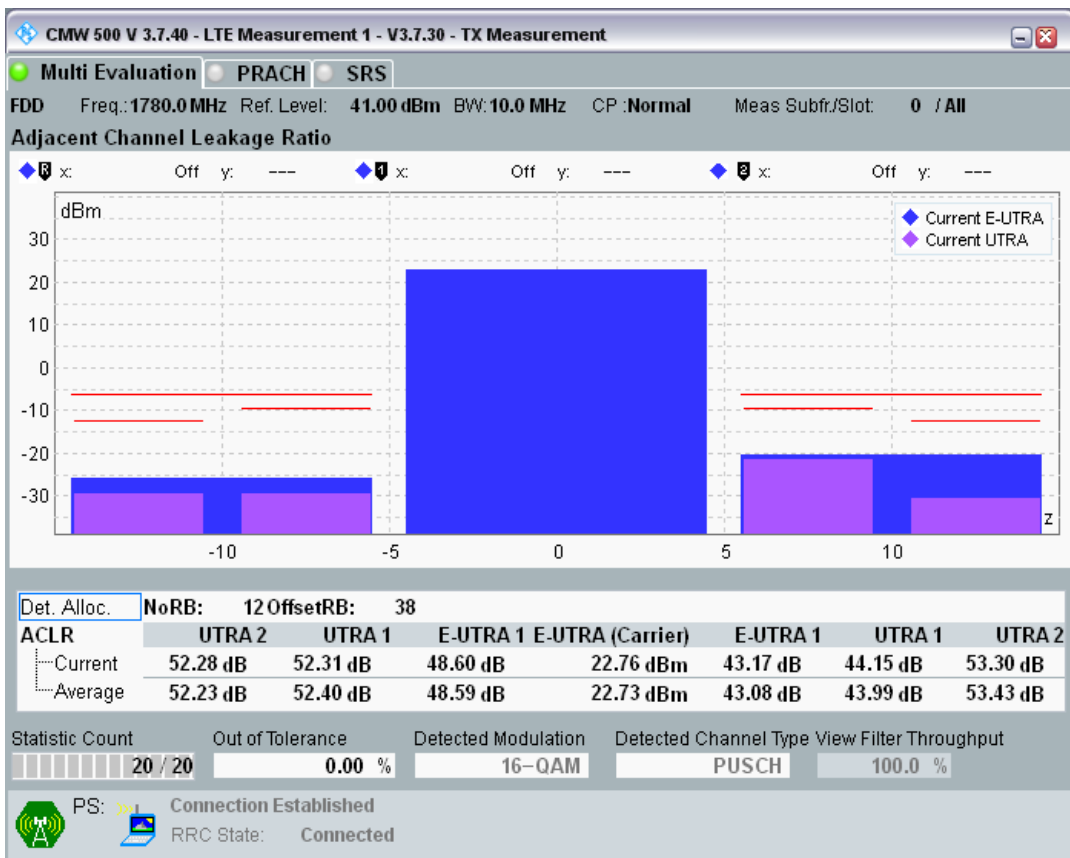 CMW 500 V 3.7.40 - LTE Measurement 1 - V3.7.30 - TX Measurement
Multi Evaluation PRACH SRS
FDD Freq.:1780.0 MHz Ref. Level: 41.00 dBm BW:10.0 MHz CP :Normal Meas Subfr./Slot: 0 / All
Adjacent Channel Leakage Ratio
R x: Off y: --- 1 x: Off y: --- 2 x: Off y: ---
dBm
Current E-UTRA
Current UTRA
30
20
10
0
-10
-20
-30
z
-10 -5 0 5 10
Det. Alloc. NoRB: 12 OffsetRB: 38
ACLR UTRA 2 UTRA 1 E-UTRA 1 E-UTRA (Carrier) E-UTRA 1 UTRA 1 UTRA 2
Current 52.28 dB 52.31 dB 48.60 dB 22.76 dBm 43.17 dB 44.15 dB 53.30 dB
Average 52.23 dB 52.40 dB 48.59 dB 22.73 dBm 43.08 dB 43.99 dB 53.43 dB
Statistic Count Out of Tolerance Detected Modulation Detected Channel Type View Filter Throughput
20 / 20 0.00 % 16-QAM PUSCH 100.0 %
PS: Connection Established
RRC State: Connected